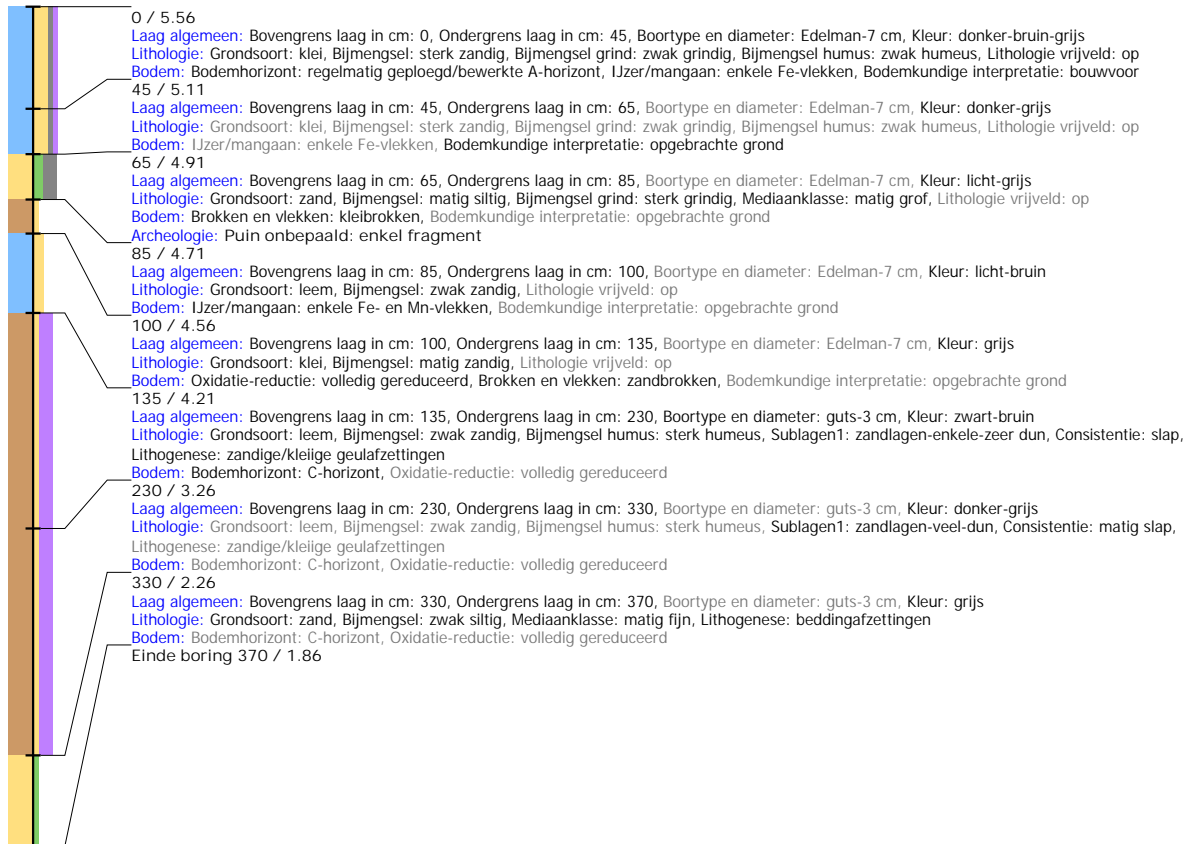 0 / 5.56
Laag algemeen: Bovengrens laag in cm: 0, Ondergrens laag in cm: 45, Boortype en diameter: Edelman-7 cm, Kleur: donker-bruin-grijs
Lithologie: Grondsoort: klei, Bijmengsel: sterk zandig, Bijmengsel grind: zwak grindig, Bijmengsel humus: zwak humeus, Lithologie vrijveld: op
Bodem: Bodemhorizont: regelmatig geploegd/bewerkte A-horizont, IJzer/mangaan: enkele Fe-vlekken, Bodemkundige interpretatie: bouwvoor
45 / 5.11
Laag algemeen: Bovengrens laag in cm: 45, Ondergrens laag in cm: 65, Boortype en diameter: Edelman-7 cm, Kleur: donker-grijs
Lithologie: Grondsoort: klei, Bijmengsel: sterk zandig, Bijmengsel grind: zwak grindig, Bijmengsel humus: zwak humeus, Lithologie vrijveld: op
Bodem: IJzer/mangaan: enkele Fe-vlekken, Bodemkundige interpretatie: opgebrachte grond
65 / 4.91
Laag algemeen: Bovengrens laag in cm: 65, Ondergrens laag in cm: 85, Boortype en diameter: Edelman-7 cm, Kleur: licht-grijs
Lithologie: Grondsoort: zand, Bijmengsel: matig siltig, Bijmengsel grind: sterk grindig, Mediaanklasse: matig grof, Lithologie vrijveld: op
Bodem: Brokken en vlekken: kleibrokken, Bodemkundige interpretatie: opgebrachte grond
Archeologie: Puin onbepaald: enkel fragment
85 / 4.71
Laag algemeen: Bovengrens laag in cm: 85, Ondergrens laag in cm: 100, Boortype en diameter: Edelman-7 cm, Kleur: licht-bruin
Lithologie: Grondsoort: leem, Bijmengsel: zwak zandig, Lithologie vrijveld: op
Bodem: IJzer/mangaan: enkele Fe- en Mn-vlekken, Bodemkundige interpretatie: opgebrachte grond
100 / 4.56
Laag algemeen: Bovengrens laag in cm: 100, Ondergrens laag in cm: 135, Boortype en diameter: Edelman-7 cm, Kleur: grijs
Lithologie: Grondsoort: klei, Bijmengsel: matig zandig, Lithologie vrijveld: op
Bodem: Oxidatie-reductie: volledig gereduceerd, Brokken en vlekken: zandbrokken, Bodemkundige interpretatie: opgebrachte grond
135 / 4.21
Laag algemeen: Bovengrens laag in cm: 135, Ondergrens laag in cm: 230, Boortype en diameter: guts-3 cm, Kleur: zwart-bruin
Lithologie: Grondsoort: leem, Bijmengsel: zwak zandig, Bijmengsel humus: sterk humeus, Sublagen1: zandlagen-enkele-zeer dun, Consistentie: slap,
Lithogenese: zandige/kleiige geulafzettingen
Bodem: Bodemhorizont: C-horizont, Oxidatie-reductie: volledig gereduceerd
230 / 3.26
Laag algemeen: Bovengrens laag in cm: 230, Ondergrens laag in cm: 330, Boortype en diameter: guts-3 cm, Kleur: donker-grijs
Lithologie: Grondsoort: leem, Bijmengsel: zwak zandig, Bijmengsel humus: sterk humeus, Sublagen1: zandlagen-veel-dun, Consistentie: matig slap,
Lithogenese: zandige/kleiige geulafzettingen
Bodem: Bodemhorizont: C-horizont, Oxidatie-reductie: volledig gereduceerd
330 / 2.26
Laag algemeen: Bovengrens laag in cm: 330, Ondergrens laag in cm: 370, Boortype en diameter: guts-3 cm, Kleur: grijs
Lithologie: Grondsoort: zand, Bijmengsel: zwak siltig, Mediaanklasse: matig fijn, Lithogenese: beddingafzettingen
Bodem: Bodemhorizont: C-horizont, Oxidatie-reductie: volledig gereduceerd
Einde boring 370 / 1.86